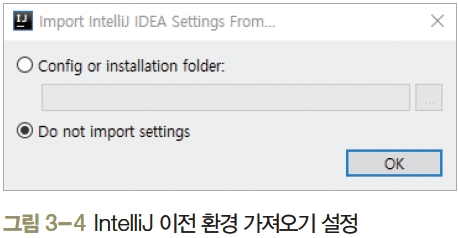 IJ
Import IntelliJ IDEA Settings From...
Config or installation folder:
...
Do not import settings
OK
그림 3-4 IntelliJ 이전 환경 가져오기 설정